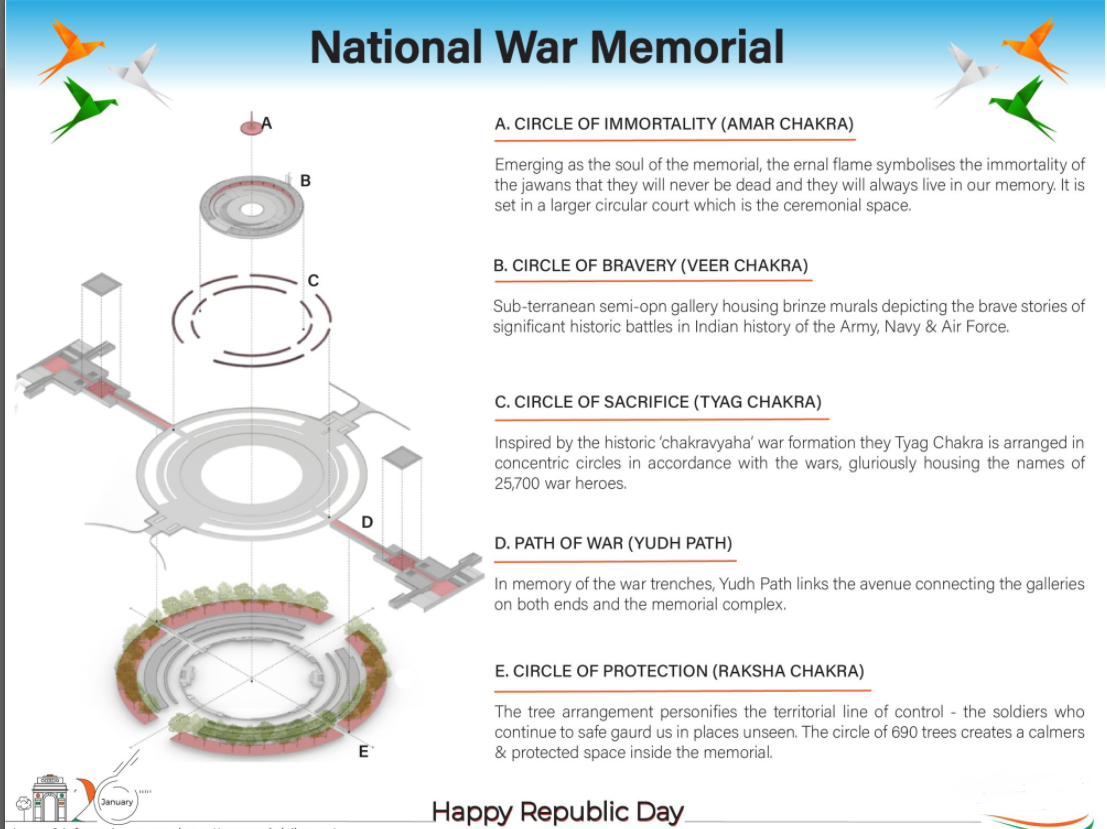 National War Memorial
A
B
C
D
E
A. CIRCLE OF IMMORTALITY (AMAR CHAKRA)
Emerging as the soul of the memorial, the ernal flame symbolises the immortality of
the jawans that they will never be dead and they will always live in our memory. It is
set in a larger circular court which is the ceremonial space.
B. CIRCLE OF BRAVERY (VEER CHAKRA)
Sub-terranean semi-opn gallery housing brinze murals depicting the brave stories of
significant historic battles in Indian history of the Army, Navy & Air Force.
C. CIRCLE OF SACRIFICE (TYAG CHAKRA)
Inspired by the historic ‘chakravyaha’ war formation they Tyag Chakra is arranged in
concentric circles in accordance with the wars, gluriously housing the names of
25,700 war heroes.
D. PATH OF WAR (YUDH PATH)
In memory of the war trenches, Yudh Path links the avenue connecting the galleries
on both ends and the memorial complex.
E. CIRCLE OF PROTECTION (RAKSHA CHAKRA)
The tree arrangement personifies the territorial line of control - the soldiers who
continue to safe gaurd us in places unseen. The circle of 690 trees creates a calmers
& protected space inside the memorial.
26
January
Happy Republic Day